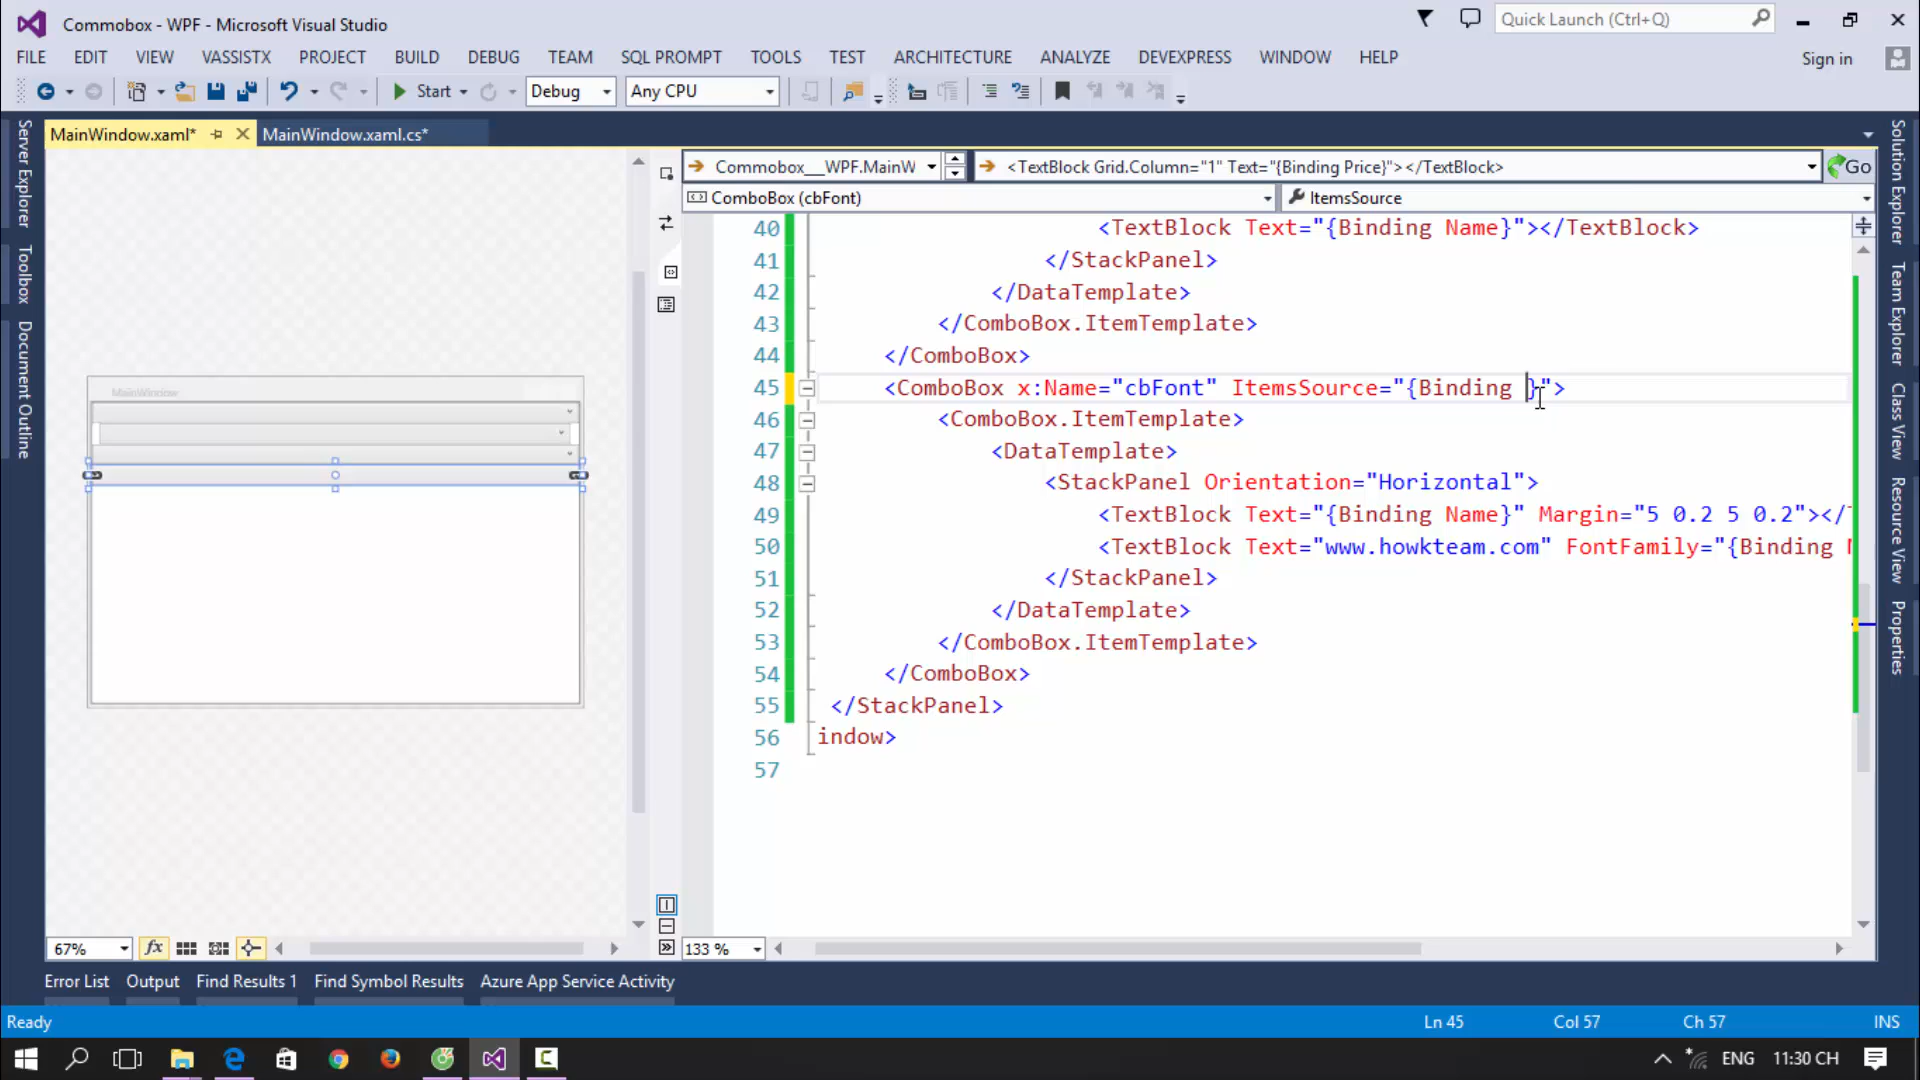 Commobox - WPF - Microsoft Visual Studio
Quick Launch (Ctrl+Q)
FILE EDIT VIEW VASSISTX PROJECT BUILD DEBUG TEAM SQL PROMPT TOOLS TEST ARCHITECTURE ANALYZE DEVEXPRESS WINDOW HELP
Sign in
Start Debug Any CPU
MainWindow.xaml* MainWindow.xaml.cs*
Server Explorer
Toolbox
Document Outline
MainWindow
67% fx
Commobox__WPF.MainW <TextBlock Grid.Column="1" Text="{Binding Price}"></TextBlock> Go
ComboBox (cbFont) ItemsSource
40 <TextBlock Text="{Binding Name}"></TextBlock>
41 </StackPanel>
42 </DataTemplate>
43 </ComboBox.ItemTemplate>
44 </ComboBox>
45 <ComboBox x:Name="cbFont" ItemsSource="{Binding }">
46 <ComboBox.ItemTemplate>
47 <DataTemplate>
48 <StackPanel Orientation="Horizontal">
49 <TextBlock Text="{Binding Name}" Margin="5 0.2 5 0.2"></
50 <TextBlock Text="www.howkteam.com" FontFamily="{Binding
51 </StackPanel>
52 </DataTemplate>
53 </ComboBox.ItemTemplate>
54 </ComboBox>
55 </StackPanel>
56 indow>
57
133 %
Solution Explorer
Team Explorer
Class View
Resource View
Properties
Error List Output Find Results 1 Find Symbol Results Azure App Service Activity
Ready Ln 45 Col 57 Ch 57 INS
ENG 11:30 CH